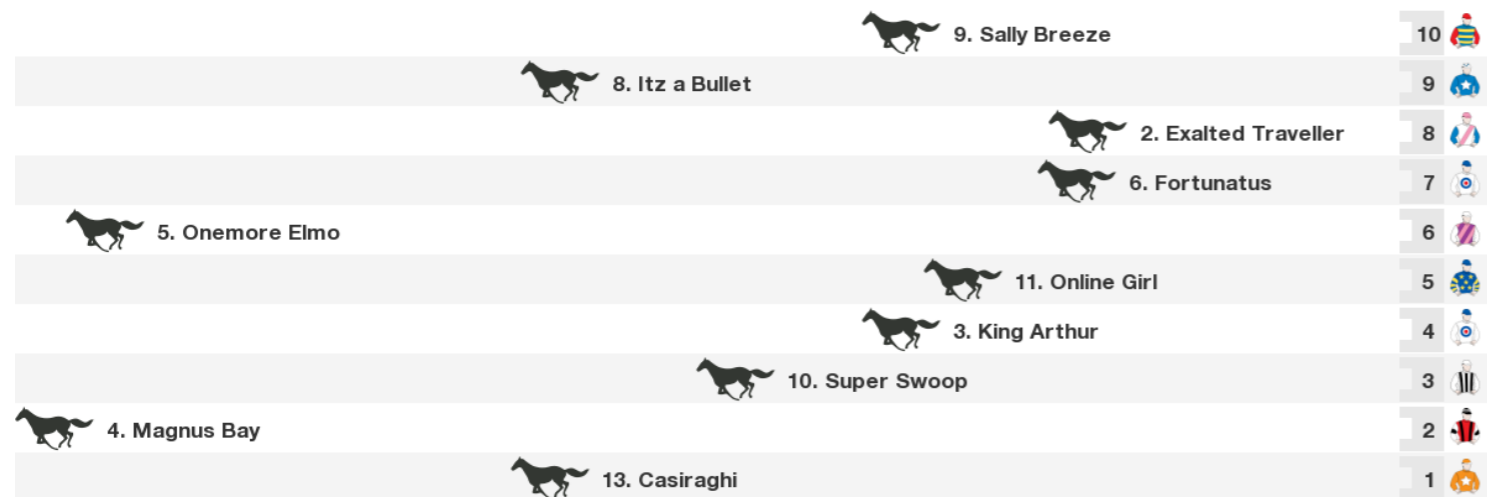 9. Sally Breeze 10
8. Itz a Bullet 9
2. Exalted Traveller 8
6. Fortunatus 7
5. Onemore Elmo 6
11. Online Girl 5
3. King Arthur 4
10. Super Swoop 3
4. Magnus Bay 2
13. Casiraghi 1